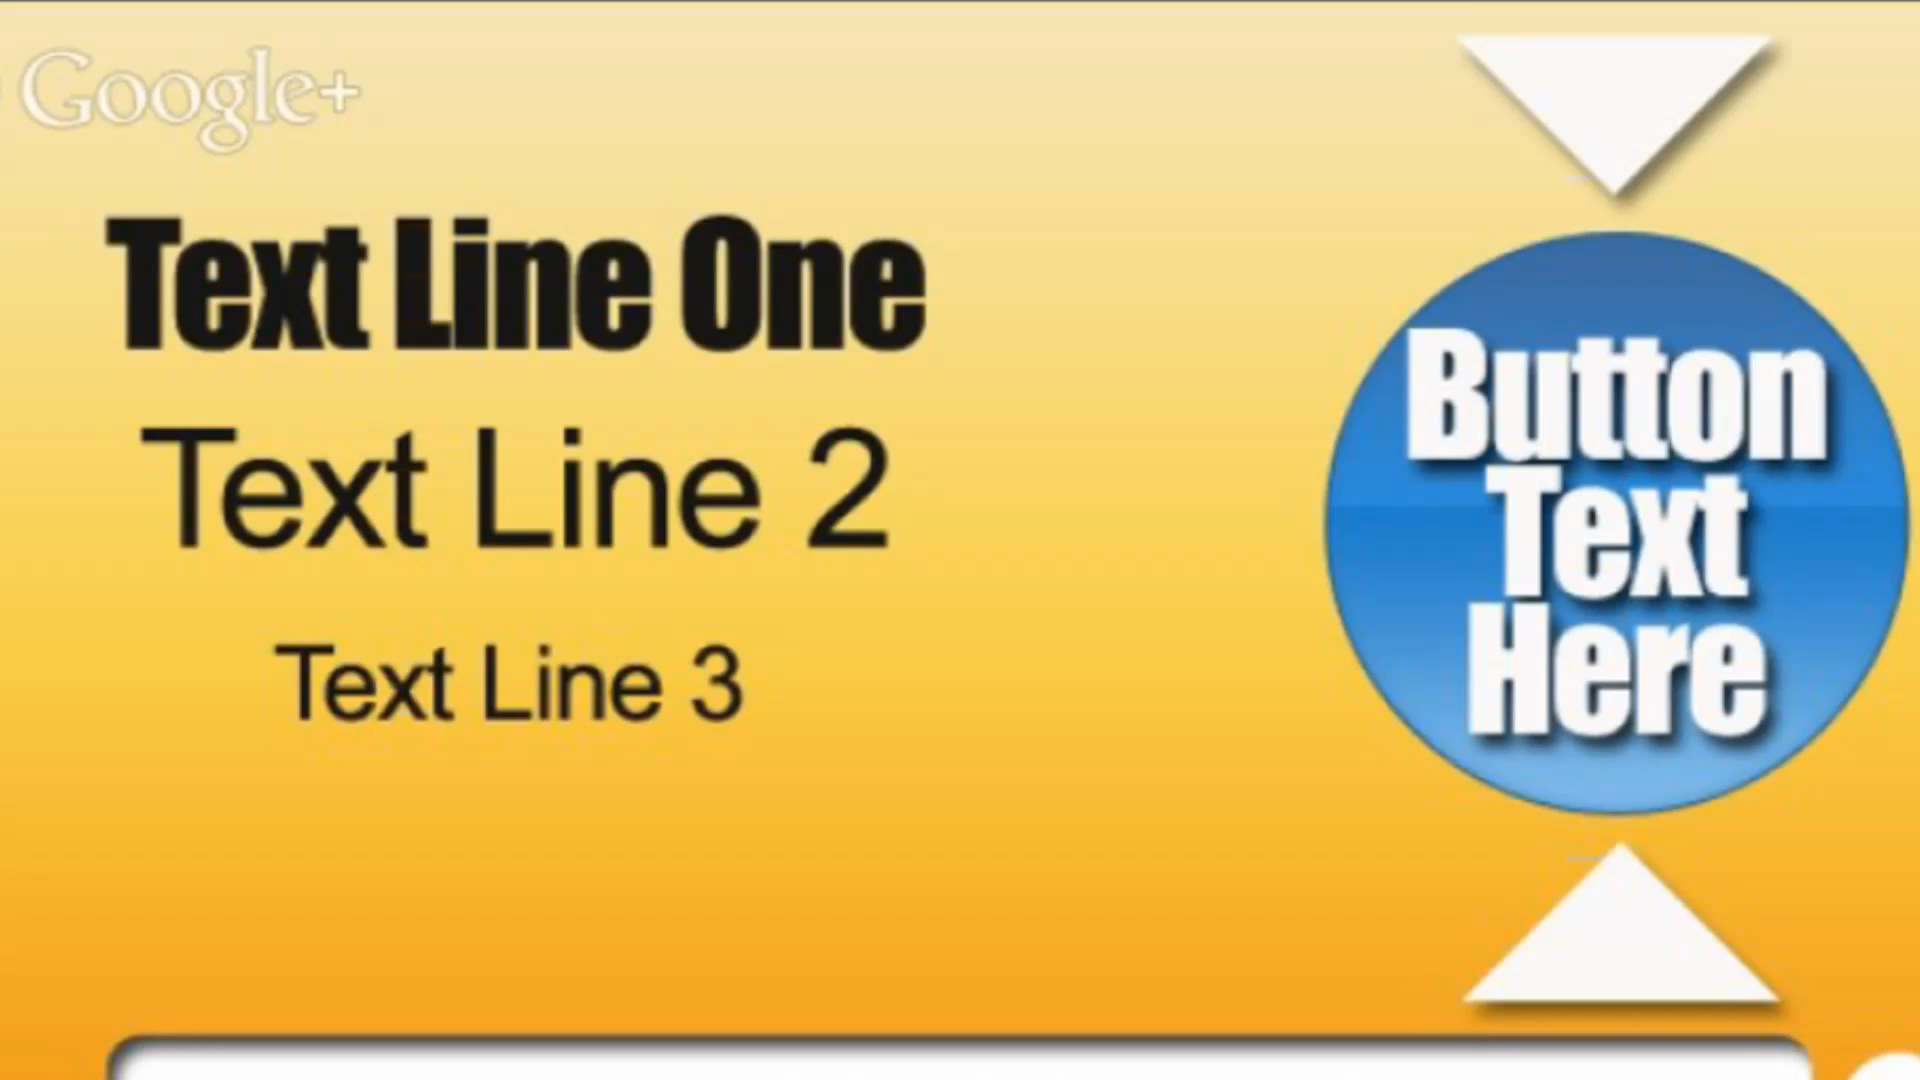 Google+
Text Line One
Text Line 2
Text Line 3
Button
Text
Here